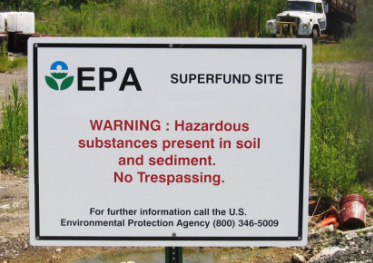 EPA SUPERFUND SITE
WARNING : Hazardous
substances present in soil
and sediment.
No Trespassing.
For further information call the U.S.
Environmental Protection Agency (800) 346-5009